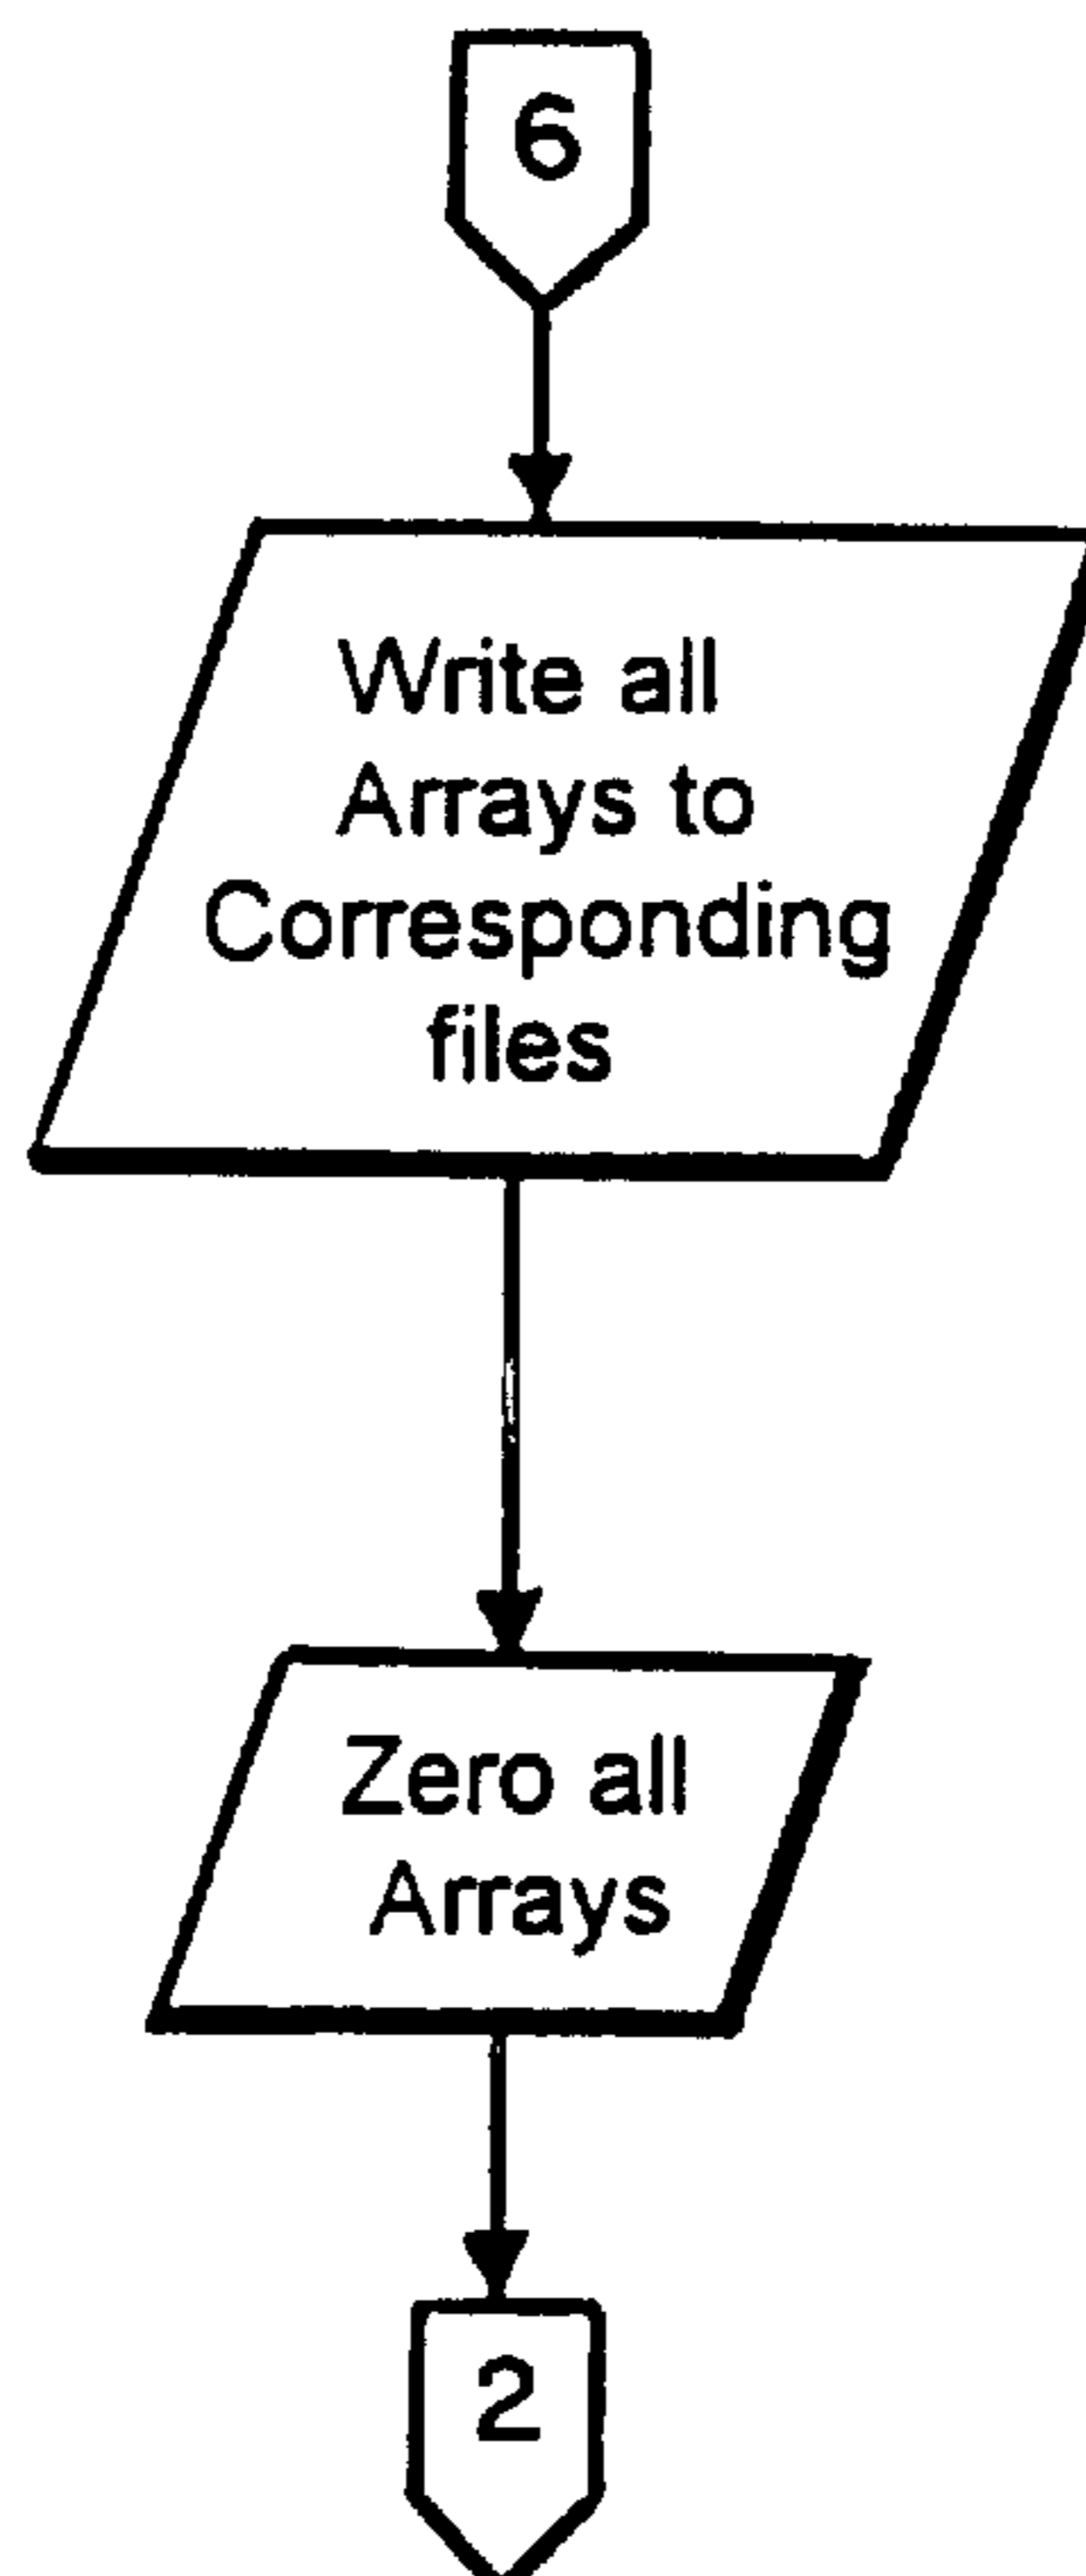 6
Write all
Arrays to
Corresponding
files
Zero all
Arrays
2